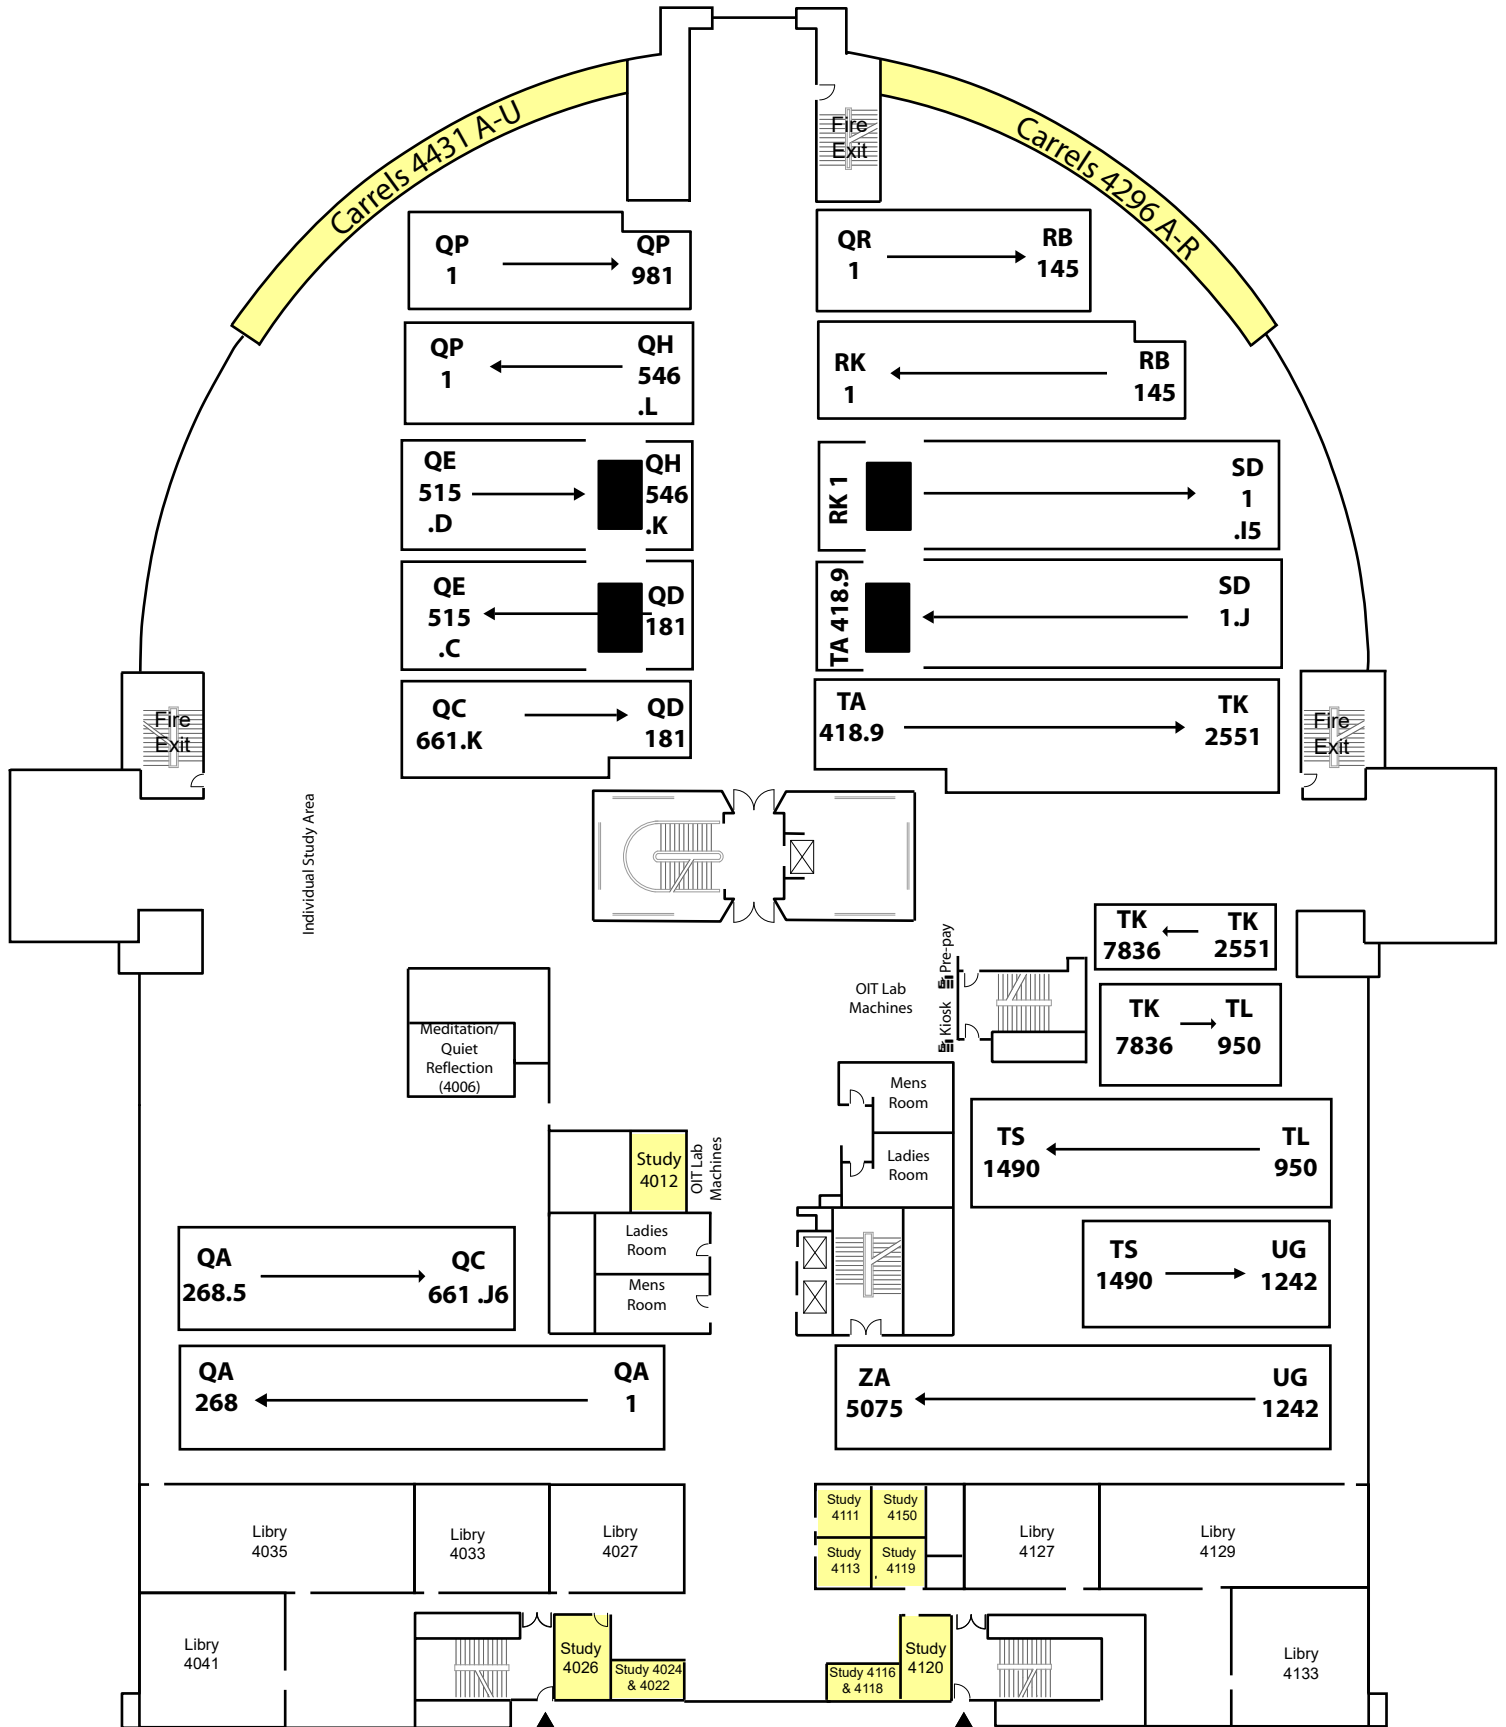 Carrels 4431 A-U
Carrels 4296 A-R
Fire
Exit
QP
1
QP
981
QR
1
RB
145
QP
1
QH
546
.L
RK
1
RB
145
QE
515
.D
QH
546
.K
RK 1
SD
1
.I5
QE
515
.C
QD
181
TA 418.9
SD
1.J
QC
661.K
QD
181
TA
418.9
TK
2551
Fire
Exit
Fire
Exit
Individual Study Area
TK
7836
TK
2551
Pre-pay
Kiosk
OIT Lab
Machines
TK
7836
TL
950
Meditation/
Quiet
Reflection
(4006)
Mens
Room
Ladies
Room
TS
1490
TL
950
Study
4012
OIT Lab
Machines
Ladies
Room
Mens
Room
QA
268.5
QC
661 .J6
TS
1490
UG
1242
QA
268
QA
1
ZA
5075
UG
1242
Libry
4035
Libry
4033
Libry
4027
Study
4111
Study
4150
Study
4113
Study
4119
Libry
4127
Libry
4129
Libry
4041
Study
4026
Study 4024
& 4022
Study 4116
& 4118
Study
4120
Libry
4133